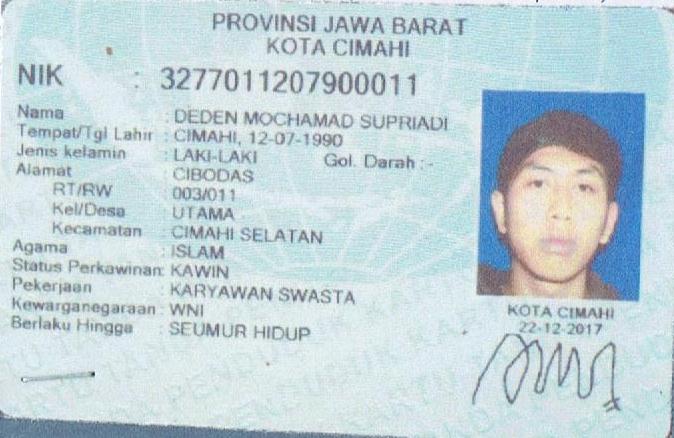 PROVINSI JAWA BARAT
KOTA CIMAHI
NIK : 3277011207900011
Nama : DEDEN MOCHAMAD SUPRIADI
Tempat/Tgl Lahir : CIMAHI, 12-07-1990
Jenis kelamin : LAKI-LAKI Gol. Darah :-
Alamat : CIBODAS
RT/RW : 003/011
Kel/Desa : UTAMA
Kecamatan : CIMAHI SELATAN
Agama : ISLAM
Status Perkawinan: KAWIN
Pekerjaan : KARYAWAN SWASTA
Kewarganegaraan : WNI
Berlaku Hingga : SEUMUR HIDUP
KOTA CIMAHI
22-12-2017